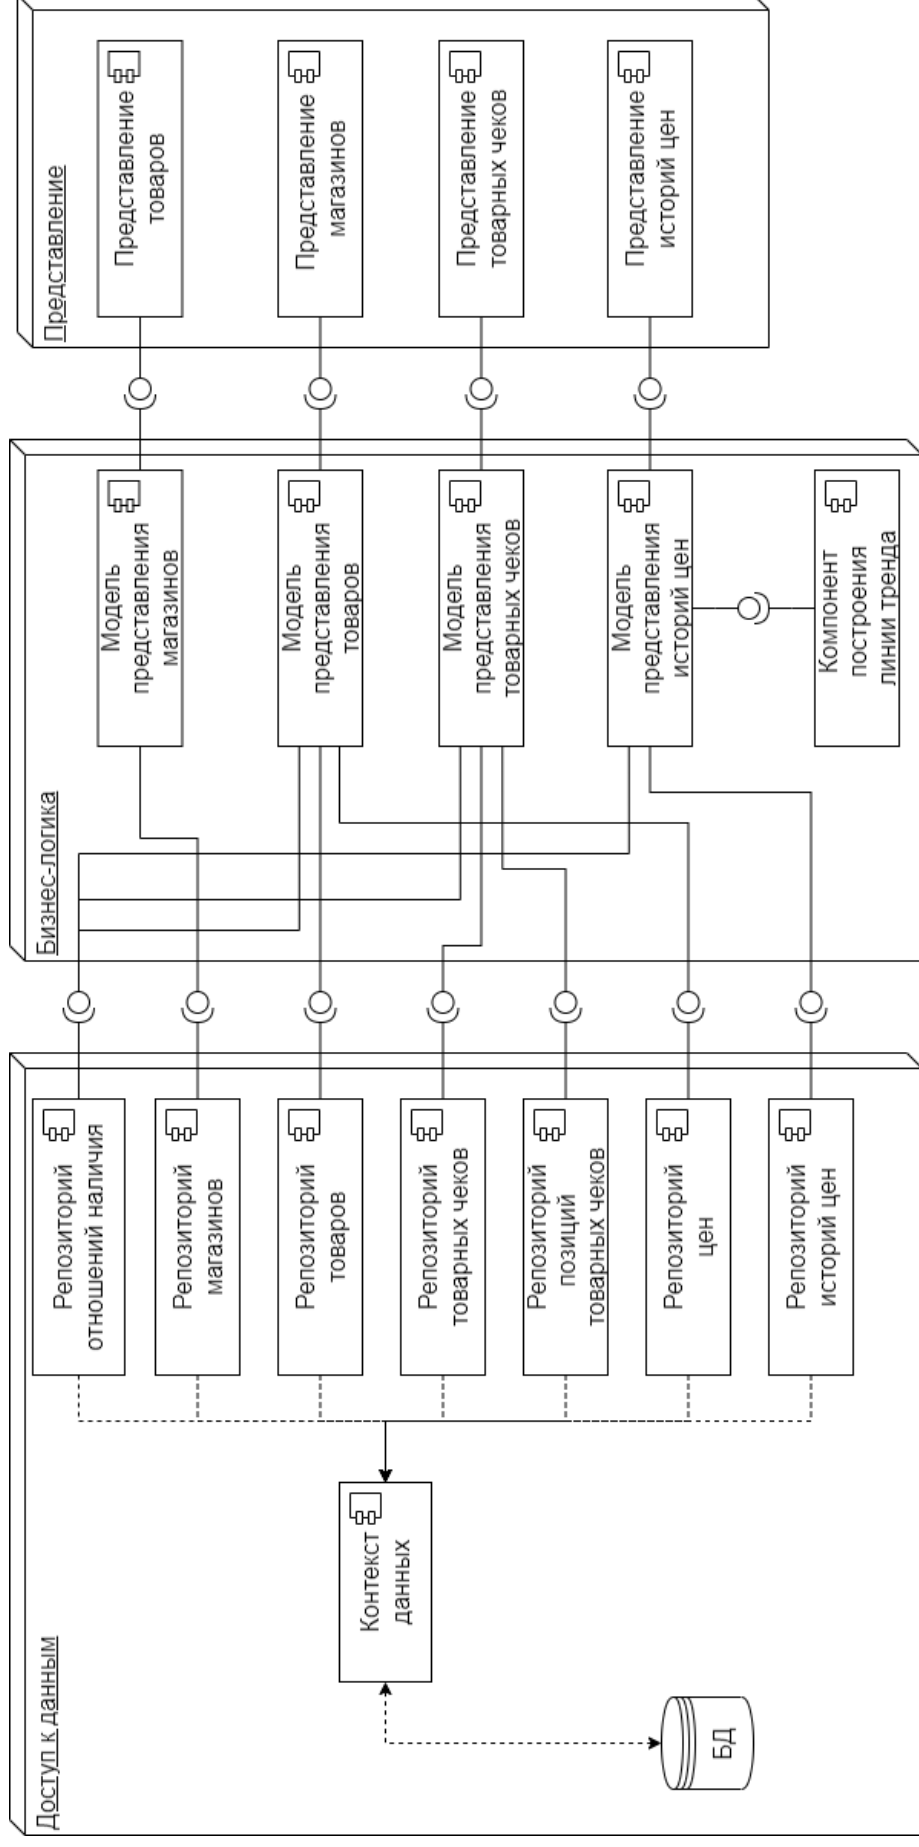 Доступ к данным
БД
Контекст
данных
Репозиторий
отношений наличия
Репозиторий
магазинов
Репозиторий
товаров
Репозиторий
товарных чеков
Репозиторий
позиций
товарных чеков
Репозиторий
цен
Репозиторий
историй цен
Бизнес-логика
Модель
представления
магазинов
Модель
представления
товаров
Модель
представления
товарных чеков
Модель
представления
историй цен
Компонент
построения
линии тренда
Представление
Представление
товаров
Представление
магазинов
Представление
товарных чеков
Представление
историй цен